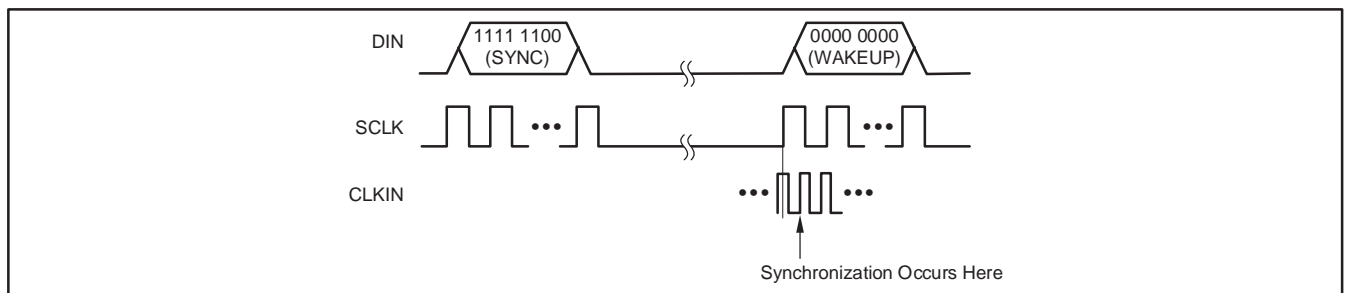 DIN
1111 1100
(SYNC)
0000 0000
(WAKEUP)
SCLK
CLKIN
Synchronization Occurs Here